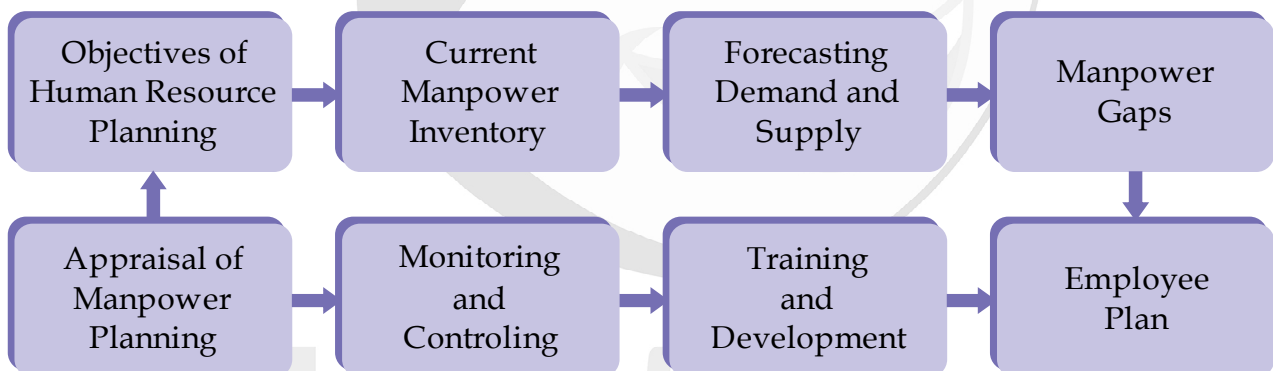 Objectives of
Human Resource
Planning
Current
Manpower
Inventory
Forecasting
Demand and
Supply
Manpower
Gaps
Appraisal of
Manpower
Planning
Monitoring
and
Controling
Training
and
Development
Employee
Plan